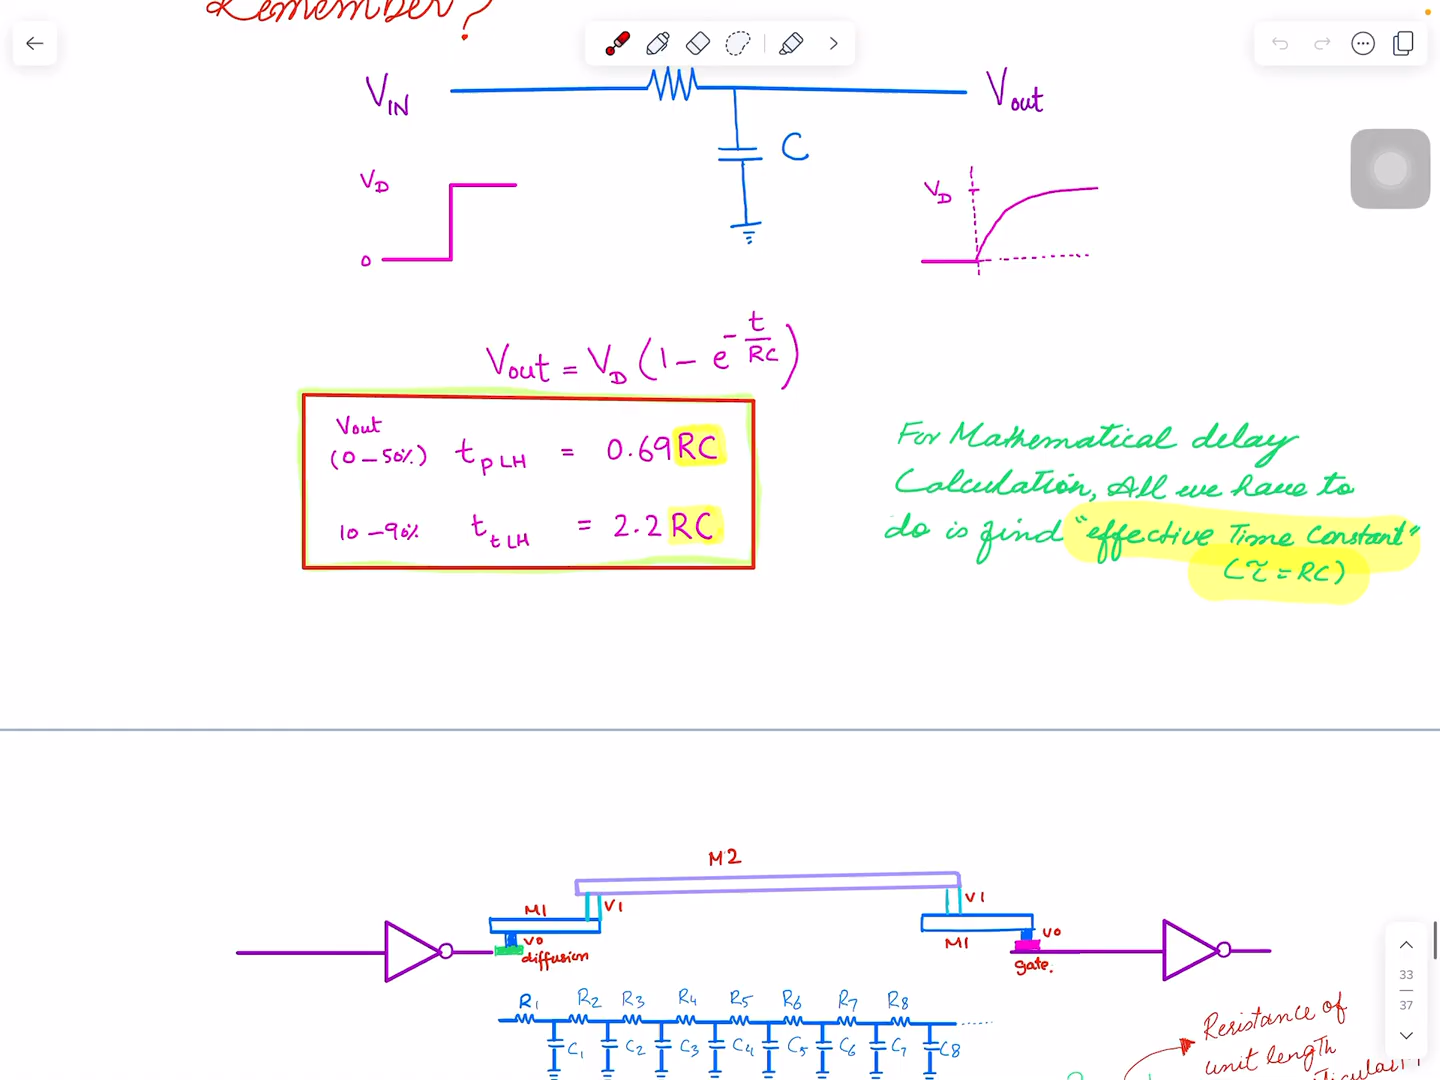 Remember?
VIN
Vout
C
VD
0
VD
Vout = VD (1 - e^-t/RC)
Vout
(0-50%) tpLH = 0.69RC
10-90% ttLH = 2.2 RC
For Mathematical delay
Calculation, All we have to
do is find "effective Time Constant"
(τ = RC)
M2
M1 V1
V0
diffusion
V1
M1 V0
gate.
R1 R2 R3 R4 R5 R6 R7 R8
C1 C2 C3 C4 C5 C6 C7 C8
Resistance of
unit length
33
37